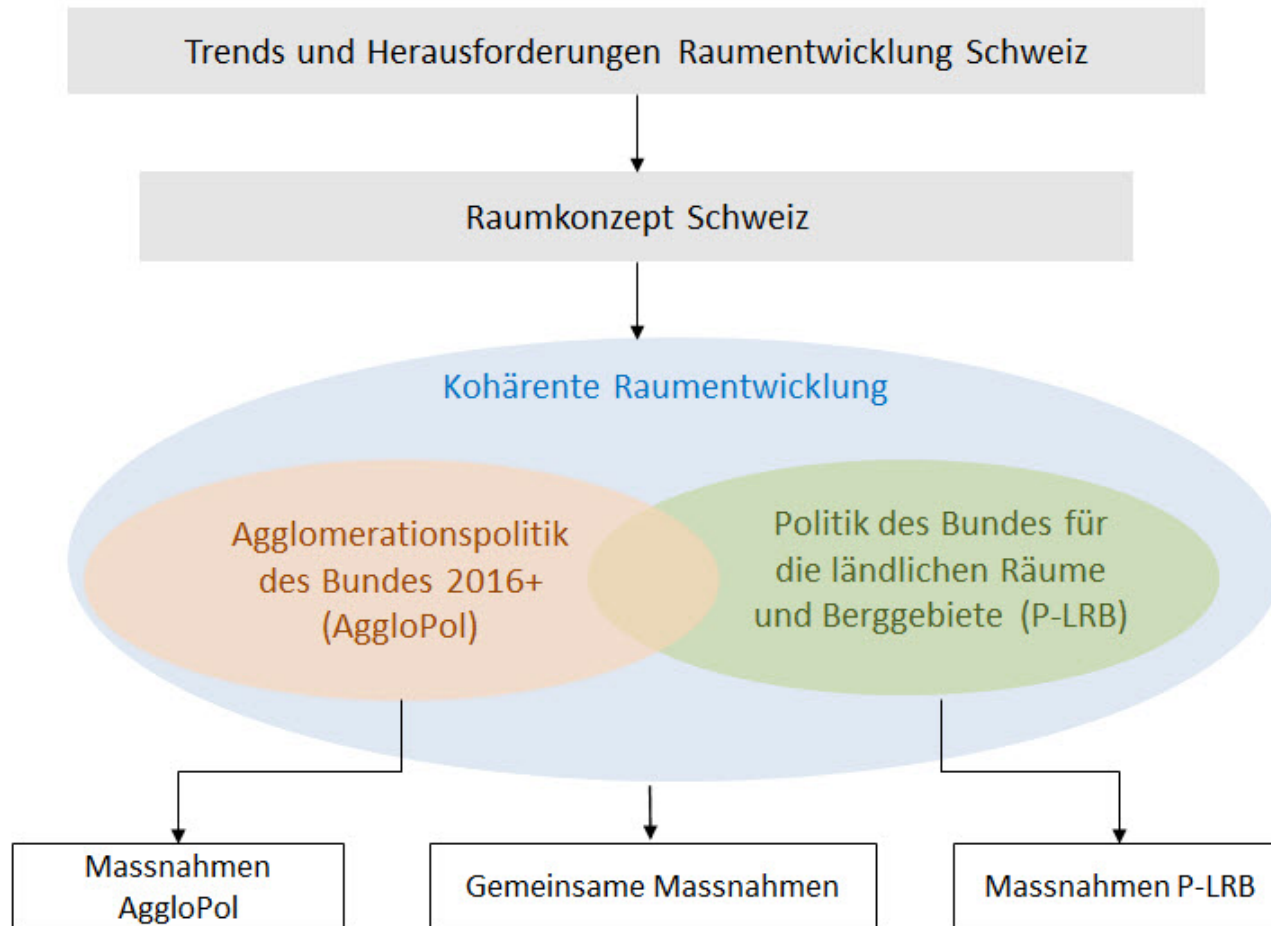 Trends und Herausforderungen Raumentwicklung Schweiz
Raumkonzept Schweiz
Kohärente Raumentwicklung
Agglomerationspolitik
des Bundes 2016+
(AggloPol)
Politik des Bundes für
die ländlichen Räume
und Berggebiete (P-LRB)
Massnahmen
AggloPol
Gemeinsame Massnahmen
Massnahmen P-LRB